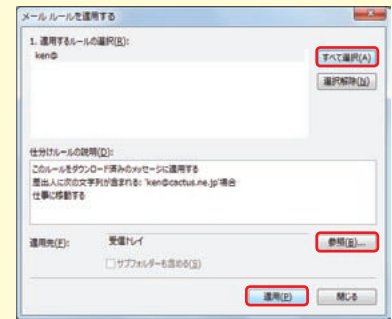 メール ルールを適用する
1. 適用するルールの選択(R):
ken@
すべて選択(A)
選択解除(N)
仕分けルールの説明(D):
このルールをダウンロード済みのメッセージに適用する
差出人に次の文字列が含まれる: 'ken@cactus.ne.jp'場合
仕事に移動する
適用先(F): 受信トレイ 参照(B)...
サブフォルダーも含める(S)
適用(P) 閉じる